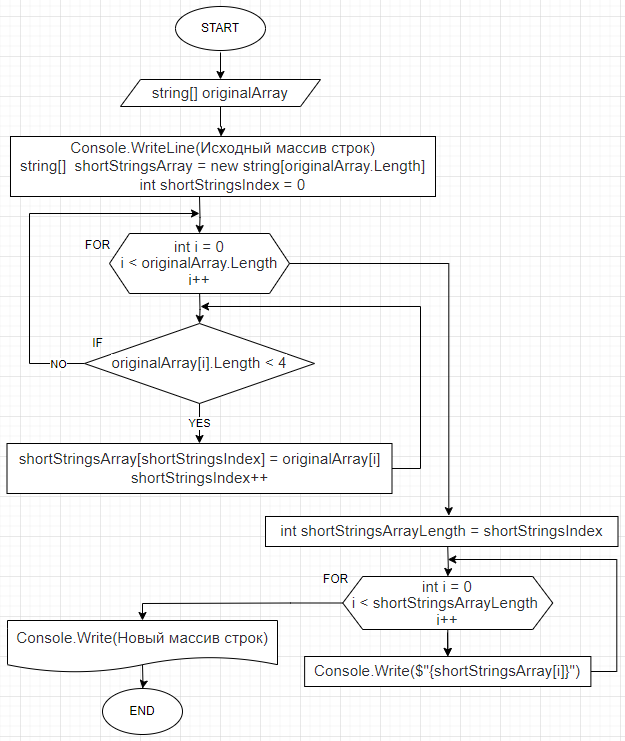 START
string[] originalArray
Console.WriteLine(Исходный массив строк)
string[] shortStringsArray = new string[originalArray.Length]
int shortStringsIndex = 0
FOR
int i = 0
i < originalArray.Length
i++
IF
originalArray[i].Length < 4
NO
YES
shortStringsArray[shortStringsIndex] = originalArray[i]
shortStringsIndex++
int shortStringsArrayLength = shortStringsIndex
FOR
int i = 0
i < shortStringsArrayLength
i++
Console.Write(Новый массив строк)
Console.Write($"{shortStringsArray[i]}")
END